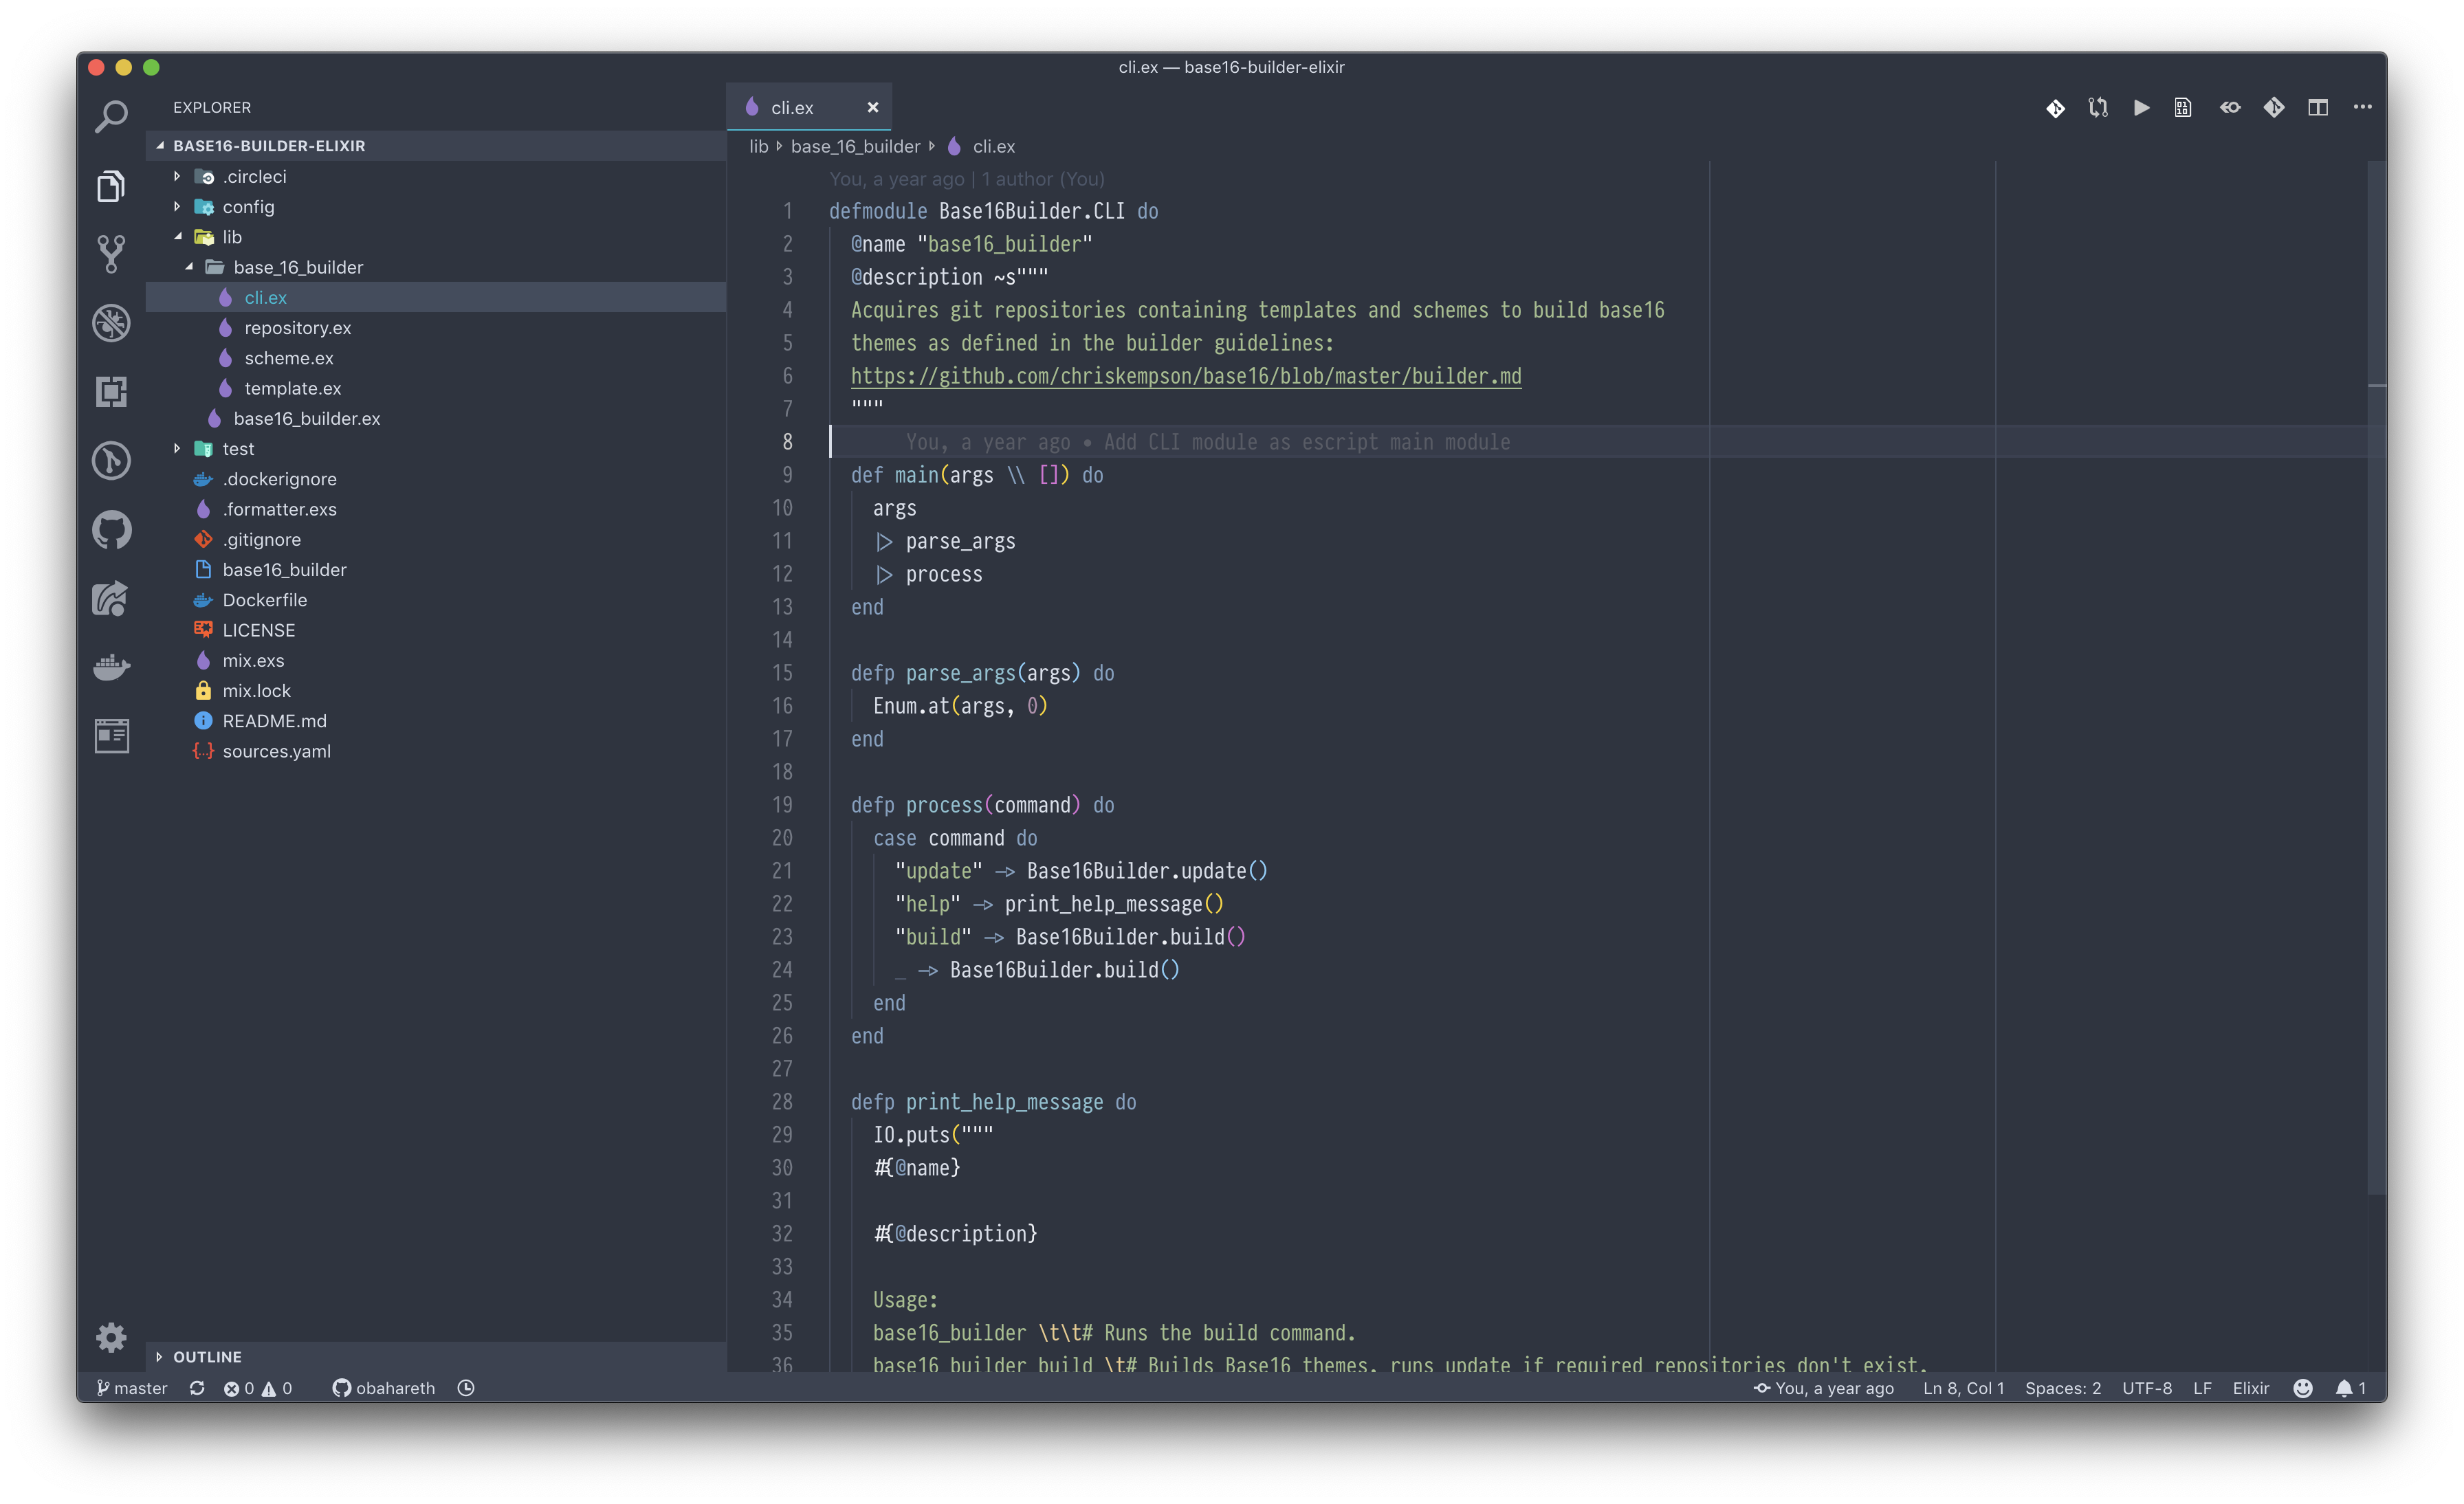 cli.ex — base16-builder-elixir
EXPLORER
BASE16-BUILDER-ELIXIR
.circleci
config
lib
base_16_builder
cli.ex
repository.ex
scheme.ex
template.ex
base16_builder.ex
test
.dockerignore
.formatter.exs
.gitignore
base16_builder
Dockerfile
LICENSE
mix.exs
mix.lock
README.md
sources.yaml
OUTLINE
cli.ex
lib base_16_builder cli.ex
You, a year ago | 1 author (You)
1 defmodule Base16Builder.CLI do
2 @name "base16_builder"
3 @description ~s"""
4 Acquires git repositories containing templates and schemes to build base16
5 themes as defined in the builder guidelines:
6 https://github.com/chriskempson/base16/blob/master/builder.md
7 """
8 You, a year ago • Add CLI module as escript main module
9 def main(args \\ []) do
10 args
11 |> parse_args
12 |> process
13 end
14
15 defp parse_args(args) do
16 Enum.at(args, 0)
17 end
18
19 defp process(command) do
20 case command do
21 "update" -> Base16Builder.update()
22 "help" -> print_help_message()
23 "build" -> Base16Builder.build()
24 _ -> Base16Builder.build()
25 end
26 end
27
28 defp print_help_message do
29 IO.puts("""
30 #{@name}
31
32 #{@description}
33
34 Usage:
35 base16_builder \t\t# Runs the build command.
36 base16_builder build \t# Builds Base16 themes, runs update if required repositories don't exist.
master 0 0 obahareth You, a year ago Ln 8, Col 1 Spaces: 2 UTF-8 LF Elixir 1